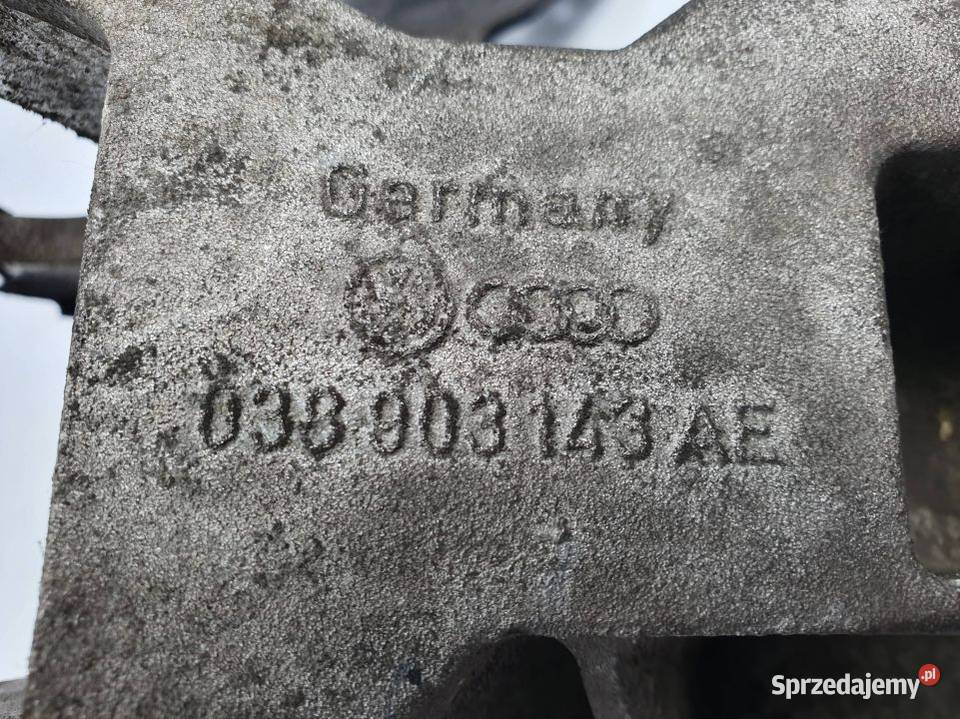 Germany
038 903 143 AE
Sprzedajemy.pl